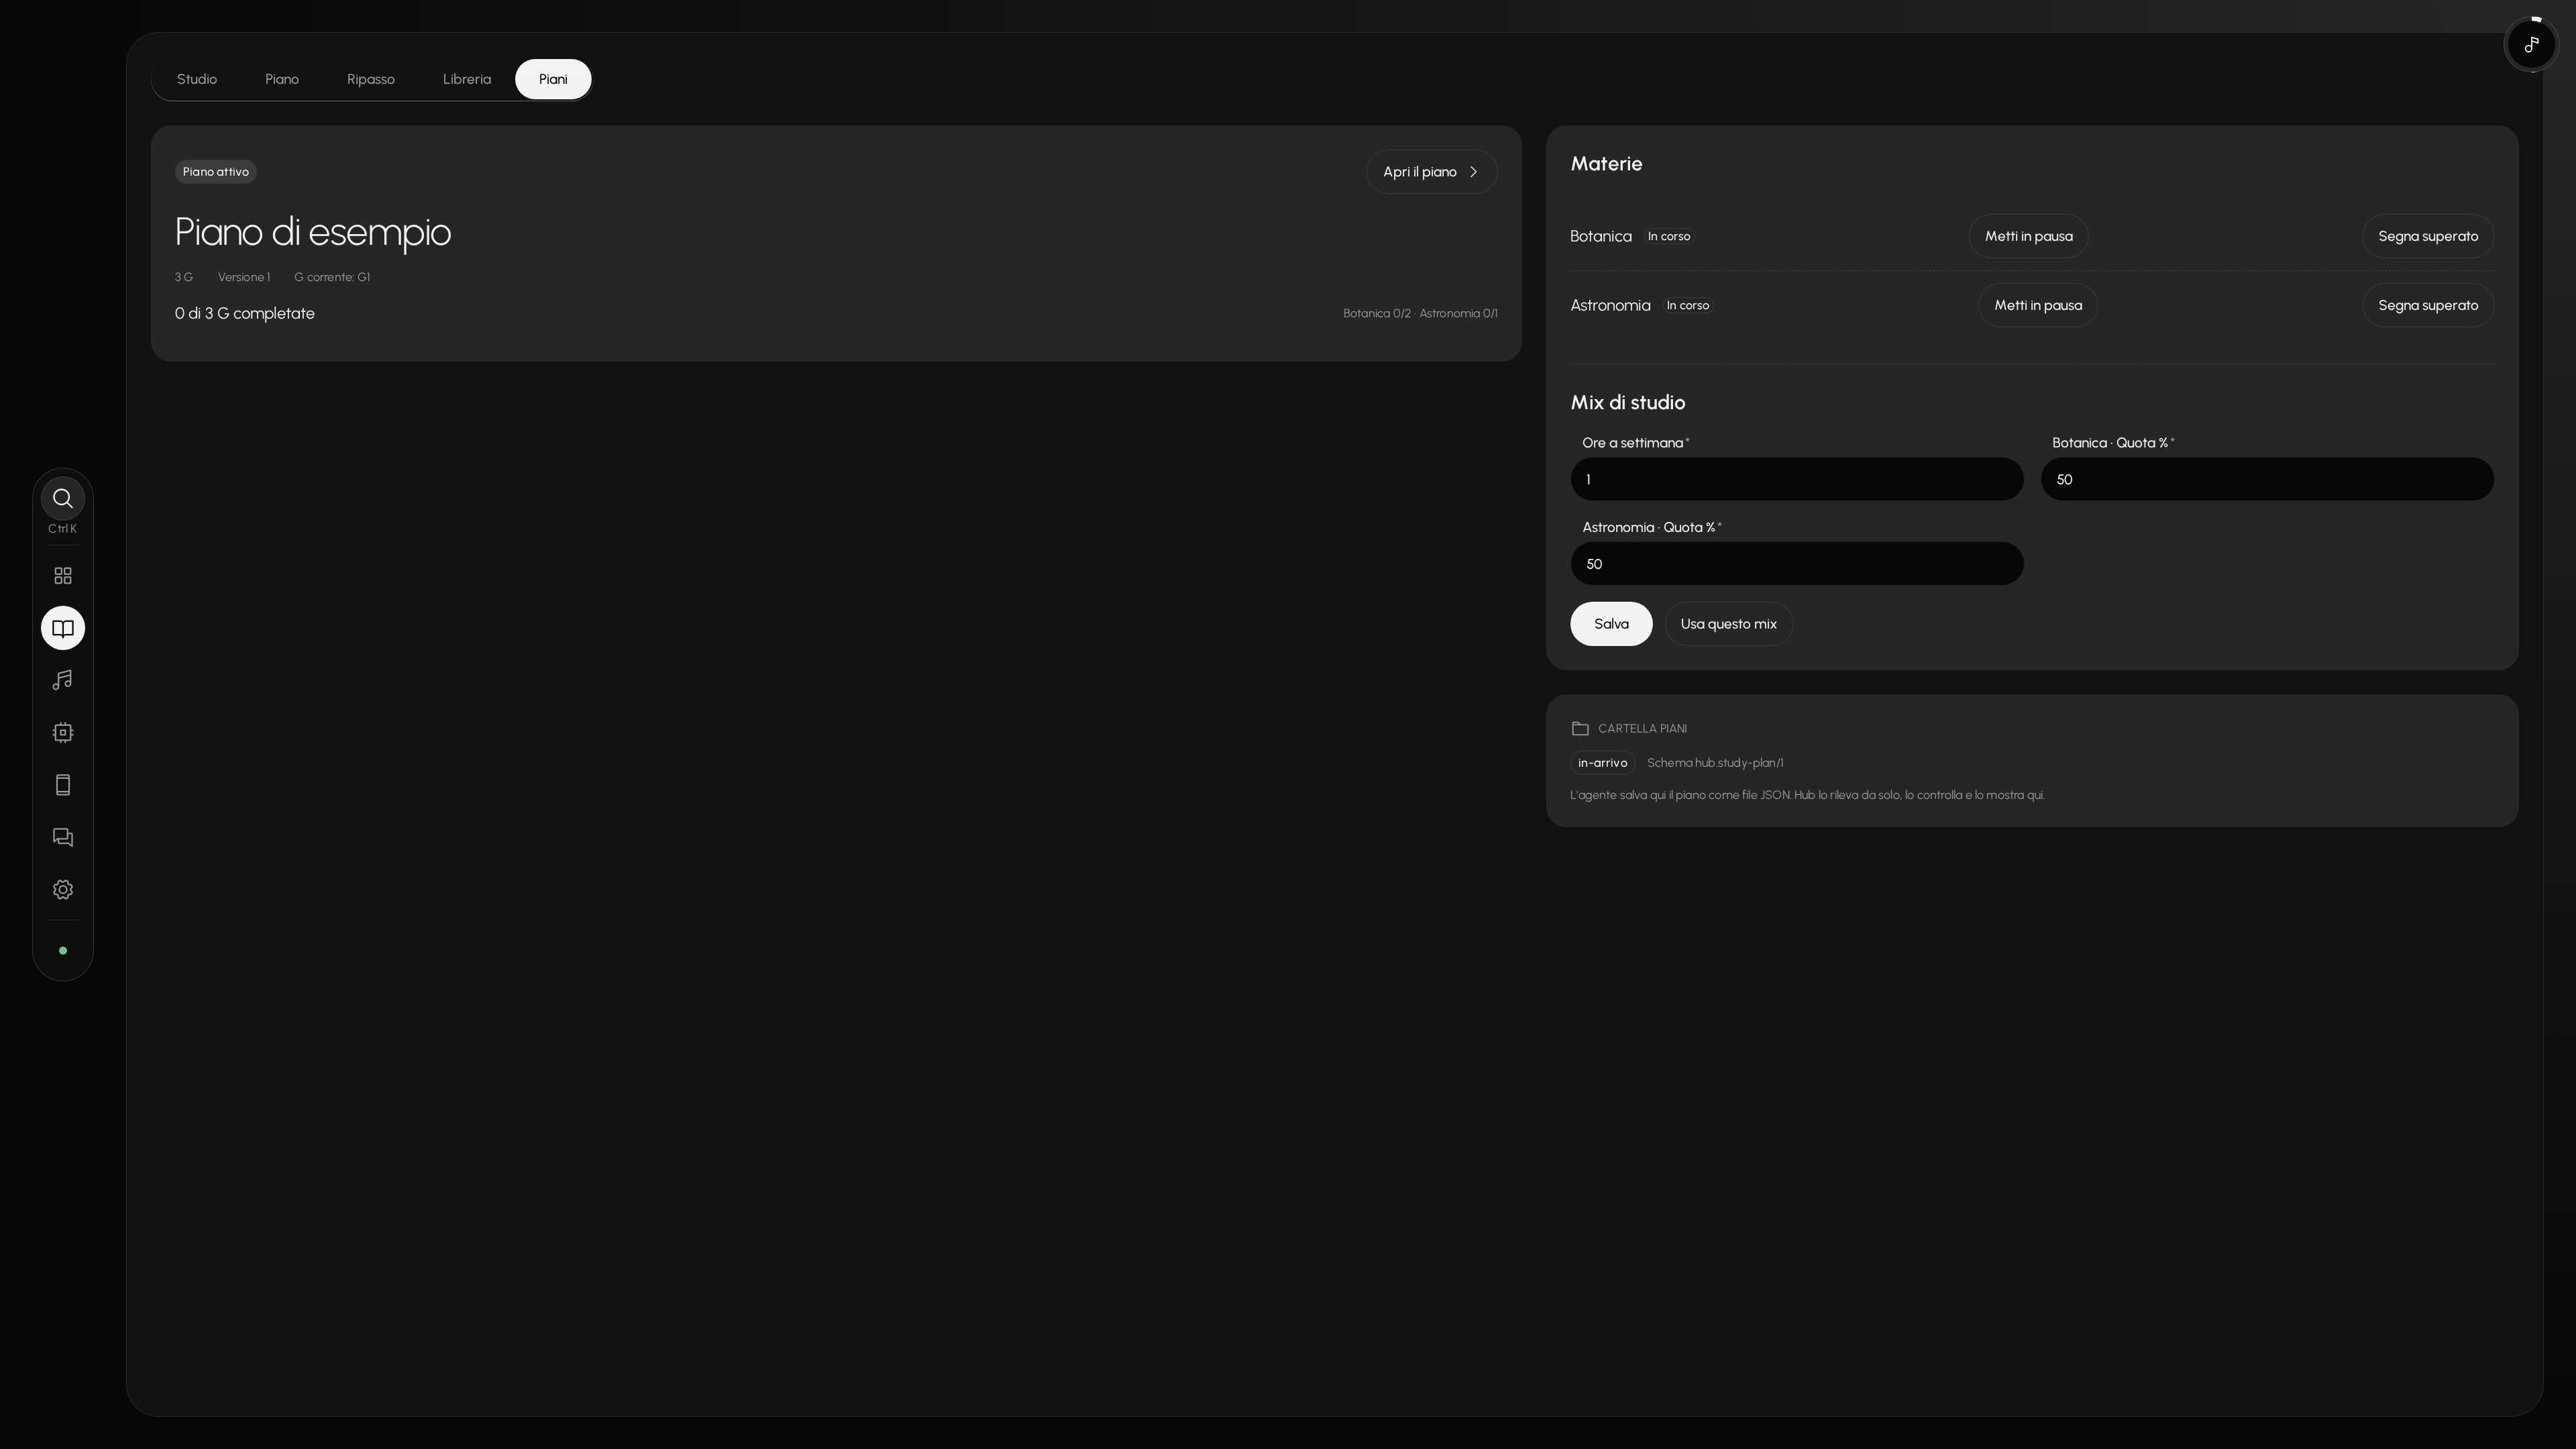 Studio Piano Ripasso Libreria Piani
Piano attivo
Apri il piano
Piano di esempio
3 G Versione 1 G corrente: G1
0 di 3 G completate
Botanica 0/2 · Astronomia 0/1
Materie
Botanica In corso Metti in pausa Segna superato
Astronomia In corso Metti in pausa Segna superato
Mix di studio
Ore a settimana* Botanica · Quota %*
1 50
Astronomia · Quota %*
50
Salva Usa questo mix
CARTELLA PIANI
in-arrivo Schema hub.study-plan/1
L'agente salva qui il piano come file JSON. Hub lo rileva da solo, lo controlla e lo mostra qui.
Ctrl K